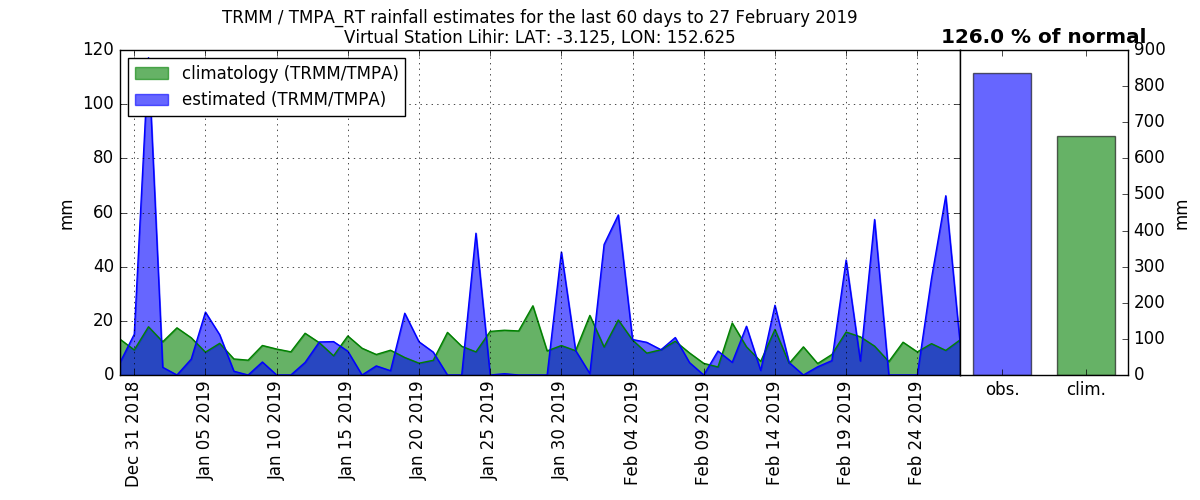 TRMM / TMPA_RT rainfall estimates for the last 60 days to 27 February 2019
Virtual Station Lihir: LAT: -3.125, LON: 152.625
126.0 % of normal
climatology (TRMM/TMPA)
estimated (TRMM/TMPA)
120
100
80
60
40
20
0
mm
Dec 31 2018
Jan 05 2019
Jan 10 2019
Jan 15 2019
Jan 20 2019
Jan 25 2019
Jan 30 2019
Feb 04 2019
Feb 09 2019
Feb 14 2019
Feb 19 2019
Feb 24 2019
900
800
700
600
500
400
300
200
100
0
mm
obs.
clim.